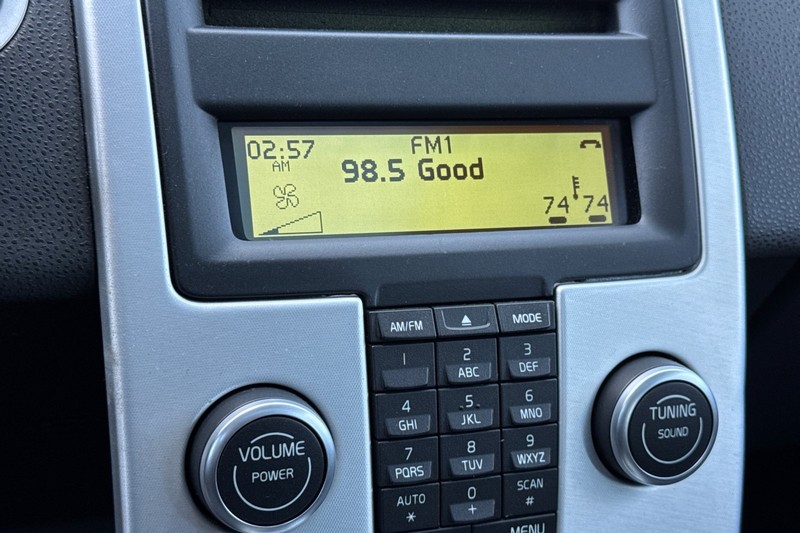 02:57 FM1
AM 98.5 Good
74 74
AM/FM MODE
1 2 3
ABC DEF
4 5 6
GHI JKL MNO
7 8 9
PQRS TUV WXYZ
AUTO 0 SCAN
* + #
MENU
VOLUME
POWER
TUNING
SOUND